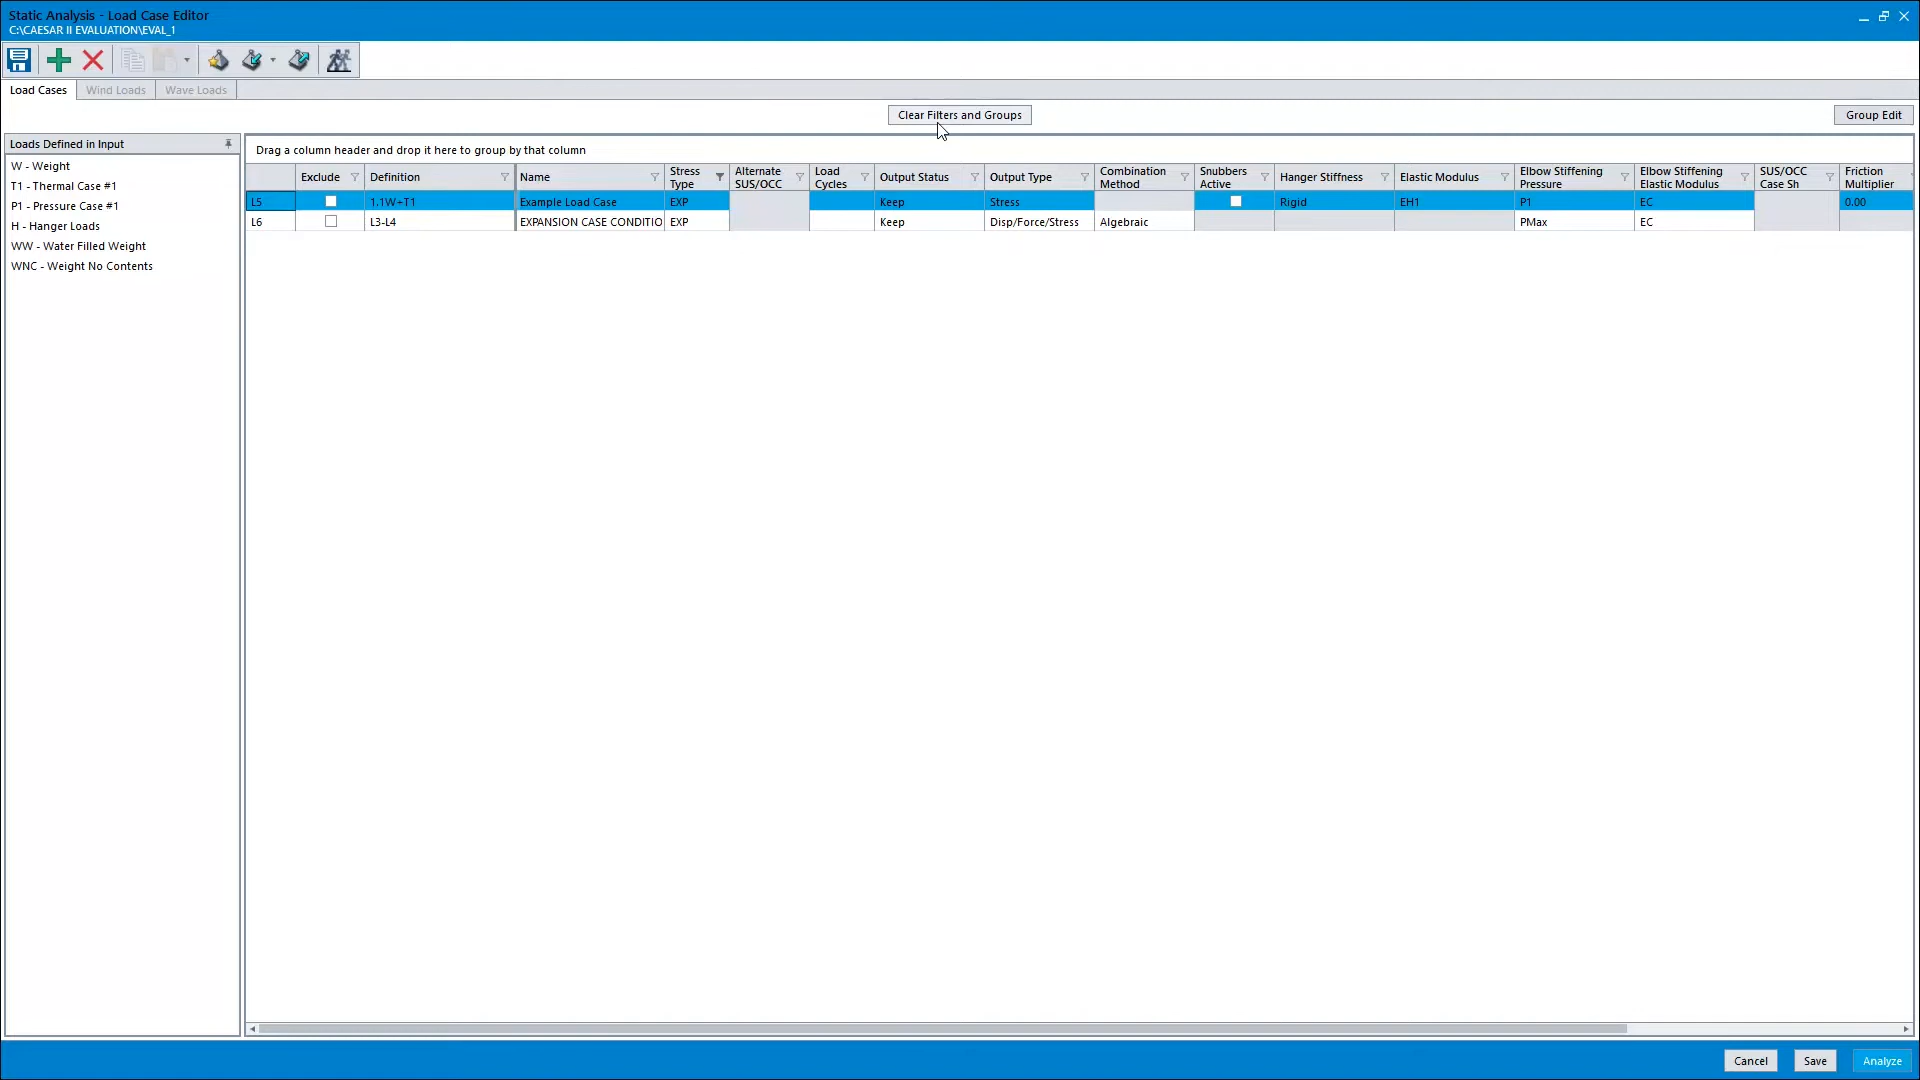 Static Analysis - Load Case Editor
C:\CAESAR II EVALUATION\EVAL_1
Load Cases Wind Loads Wave Loads
Clear Filters and Groups Group Edit
Loads Defined in Input
W - Weight
T1 - Thermal Case #1
P1 - Pressure Case #1
H - Hanger Loads
WW - Water Filled Weight
WNC - Weight No Contents
Drag a column header and drop it here to group by that column
Exclude Definition Name Stress Type Alternate SUS/OCC Load Cycles Output Status Output Type Combination Method Snubbers Active Hanger Stiffness Elastic Modulus Elbow Stiffening Pressure Elbow Stiffening Elastic Modulus SUS/OCC Case Sh Friction Multiplier
L5 1.1W+T1 Example Load Case EXP Keep Stress Rigid EH1 P1 EC 0.00
L6 L3-L4 EXPANSION CASE CONDITIO EXP Keep Disp/Force/Stress Algebraic PMax EC
Cancel Save Analyze